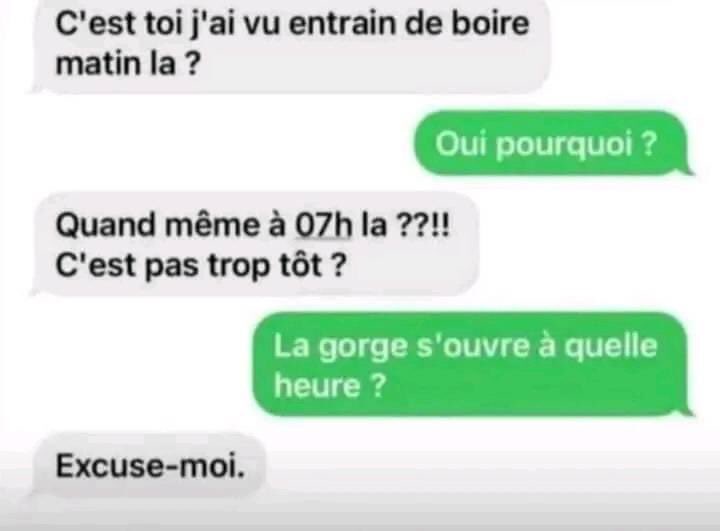 C'est toi j'ai vu entrain de boire
matin la ?
Oui pourquoi ?
Quand même à 07h la ??!!
C'est pas trop tôt ?
La gorge s'ouvre à quelle
heure ?
Excuse-moi.